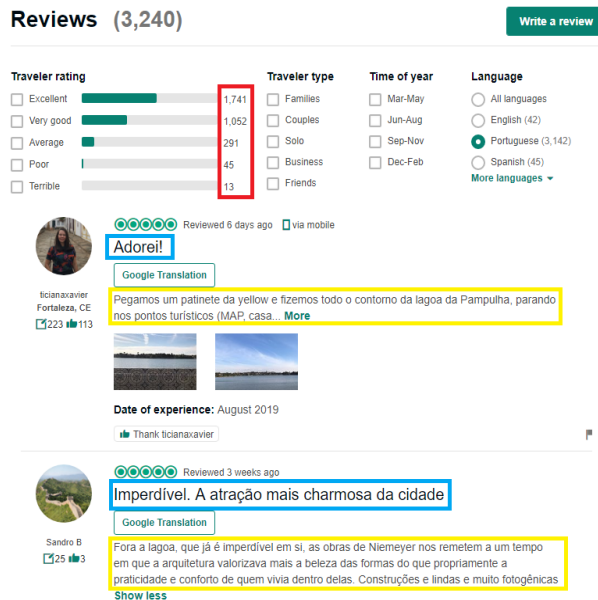 Reviews (3,240)
Write a review
Traveler rating
Excellent 1,741
Very good 1,052
Average 291
Poor 45
Terrible 13
Traveler type
Families
Couples
Solo
Business
Friends
Time of year
Mar-May
Jun-Aug
Sep-Nov
Dec-Feb
Language
All languages
English (42)
Portuguese (3,142)
Spanish (45)
More languages
Reviewed 6 days ago via mobile
Adorei!
Google Translation
ticianaxavier
Fortaleza, CE
223 113
Pegamos um patinete da yellow e fizemos todo o contorno da lagoa da Pampulha, parando
nos pontos turísticos (MAP, casa... More
Date of experience: August 2019
Thank ticianaxavier
Reviewed 3 weeks ago
Imperdível. A atração mais charmosa da cidade
Google Translation
Sandro B
25 3
Fora a lagoa, que já é imperdível em si, as obras de Niemeyer nos remetem a um tempo
em que a arquitetura valorizava mais a beleza das formas do que propriamente a
praticidade e conforto de quem vivia dentro delas. Construções e lindas e muito fotogênicas
Show less